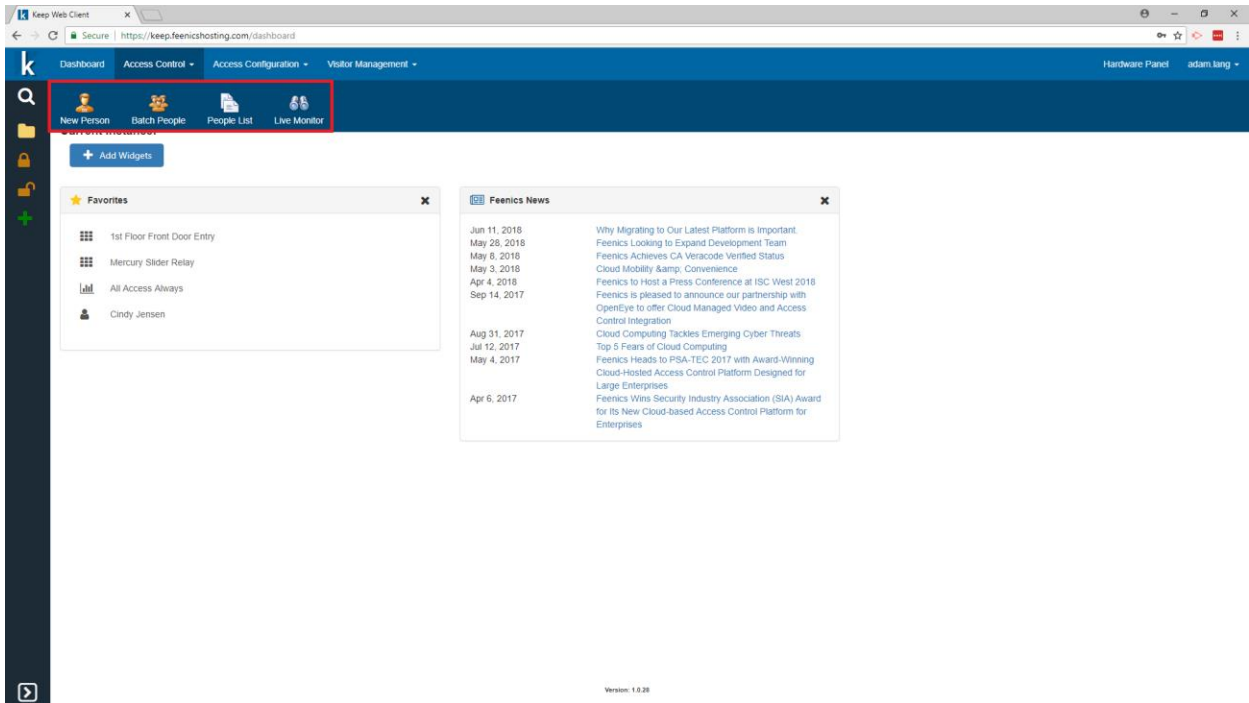 k Keep Web Client
Secure | https://keep.feenicshosting.com/dashboard
k Dashboard Access Control Access Configuration Visitor Management Hardware Panel adam.lang
New Person Batch People People List Live Monitor
Current Instance:
+ Add Widgets
Favorites
1st Floor Front Door Entry
Mercury Slider Relay
All Access Always
Cindy Jensen
Feenics News
Jun 11, 2018 Why Migrating to Our Latest Platform is Important.
May 28, 2018 Feenics Looking to Expand Development Team
May 8, 2018 Feenics Achieves CA Veracode Verified Status
May 3, 2018 Cloud Mobility &amp; Convenience
Apr 4, 2018 Feenics to Host a Press Conference at ISC West 2018
Sep 14, 2017 Feenics is pleased to announce our partnership with
OpenEye to offer Cloud Managed Video and Access
Control Integration
Aug 31, 2017 Cloud Computing Tackles Emerging Cyber Threats
Jul 12, 2017 Top 5 Fears of Cloud Computing
May 4, 2017 Feenics Heads to PSA-TEC 2017 with Award-Winning
Cloud-Hosted Access Control Platform Designed for
Large Enterprises
Apr 6, 2017 Feenics Wins Security Industry Association (SIA) Award
for Its New Cloud-based Access Control Platform for
Enterprises
Version: 1.0.28